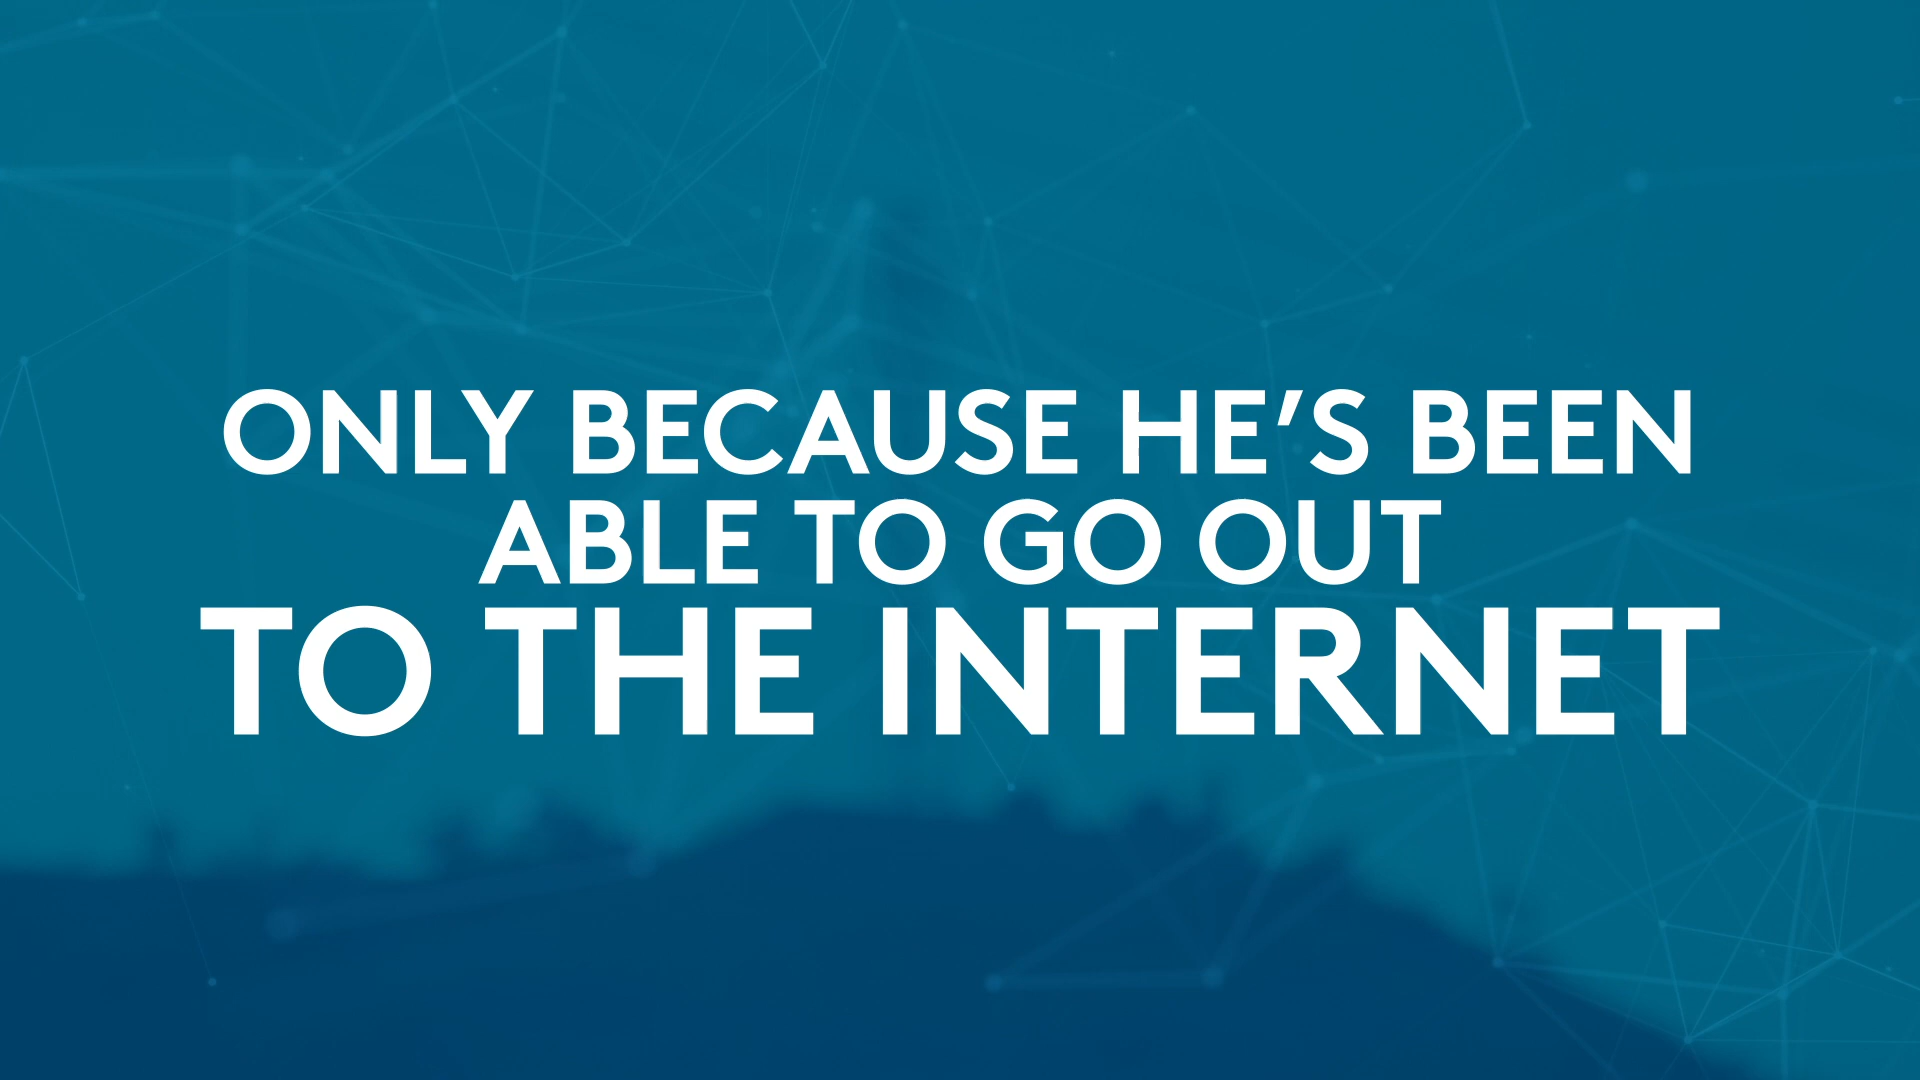 ONLY BECAUSE HE’S BEEN
ABLE TO GO OUT
TO THE INTERNET